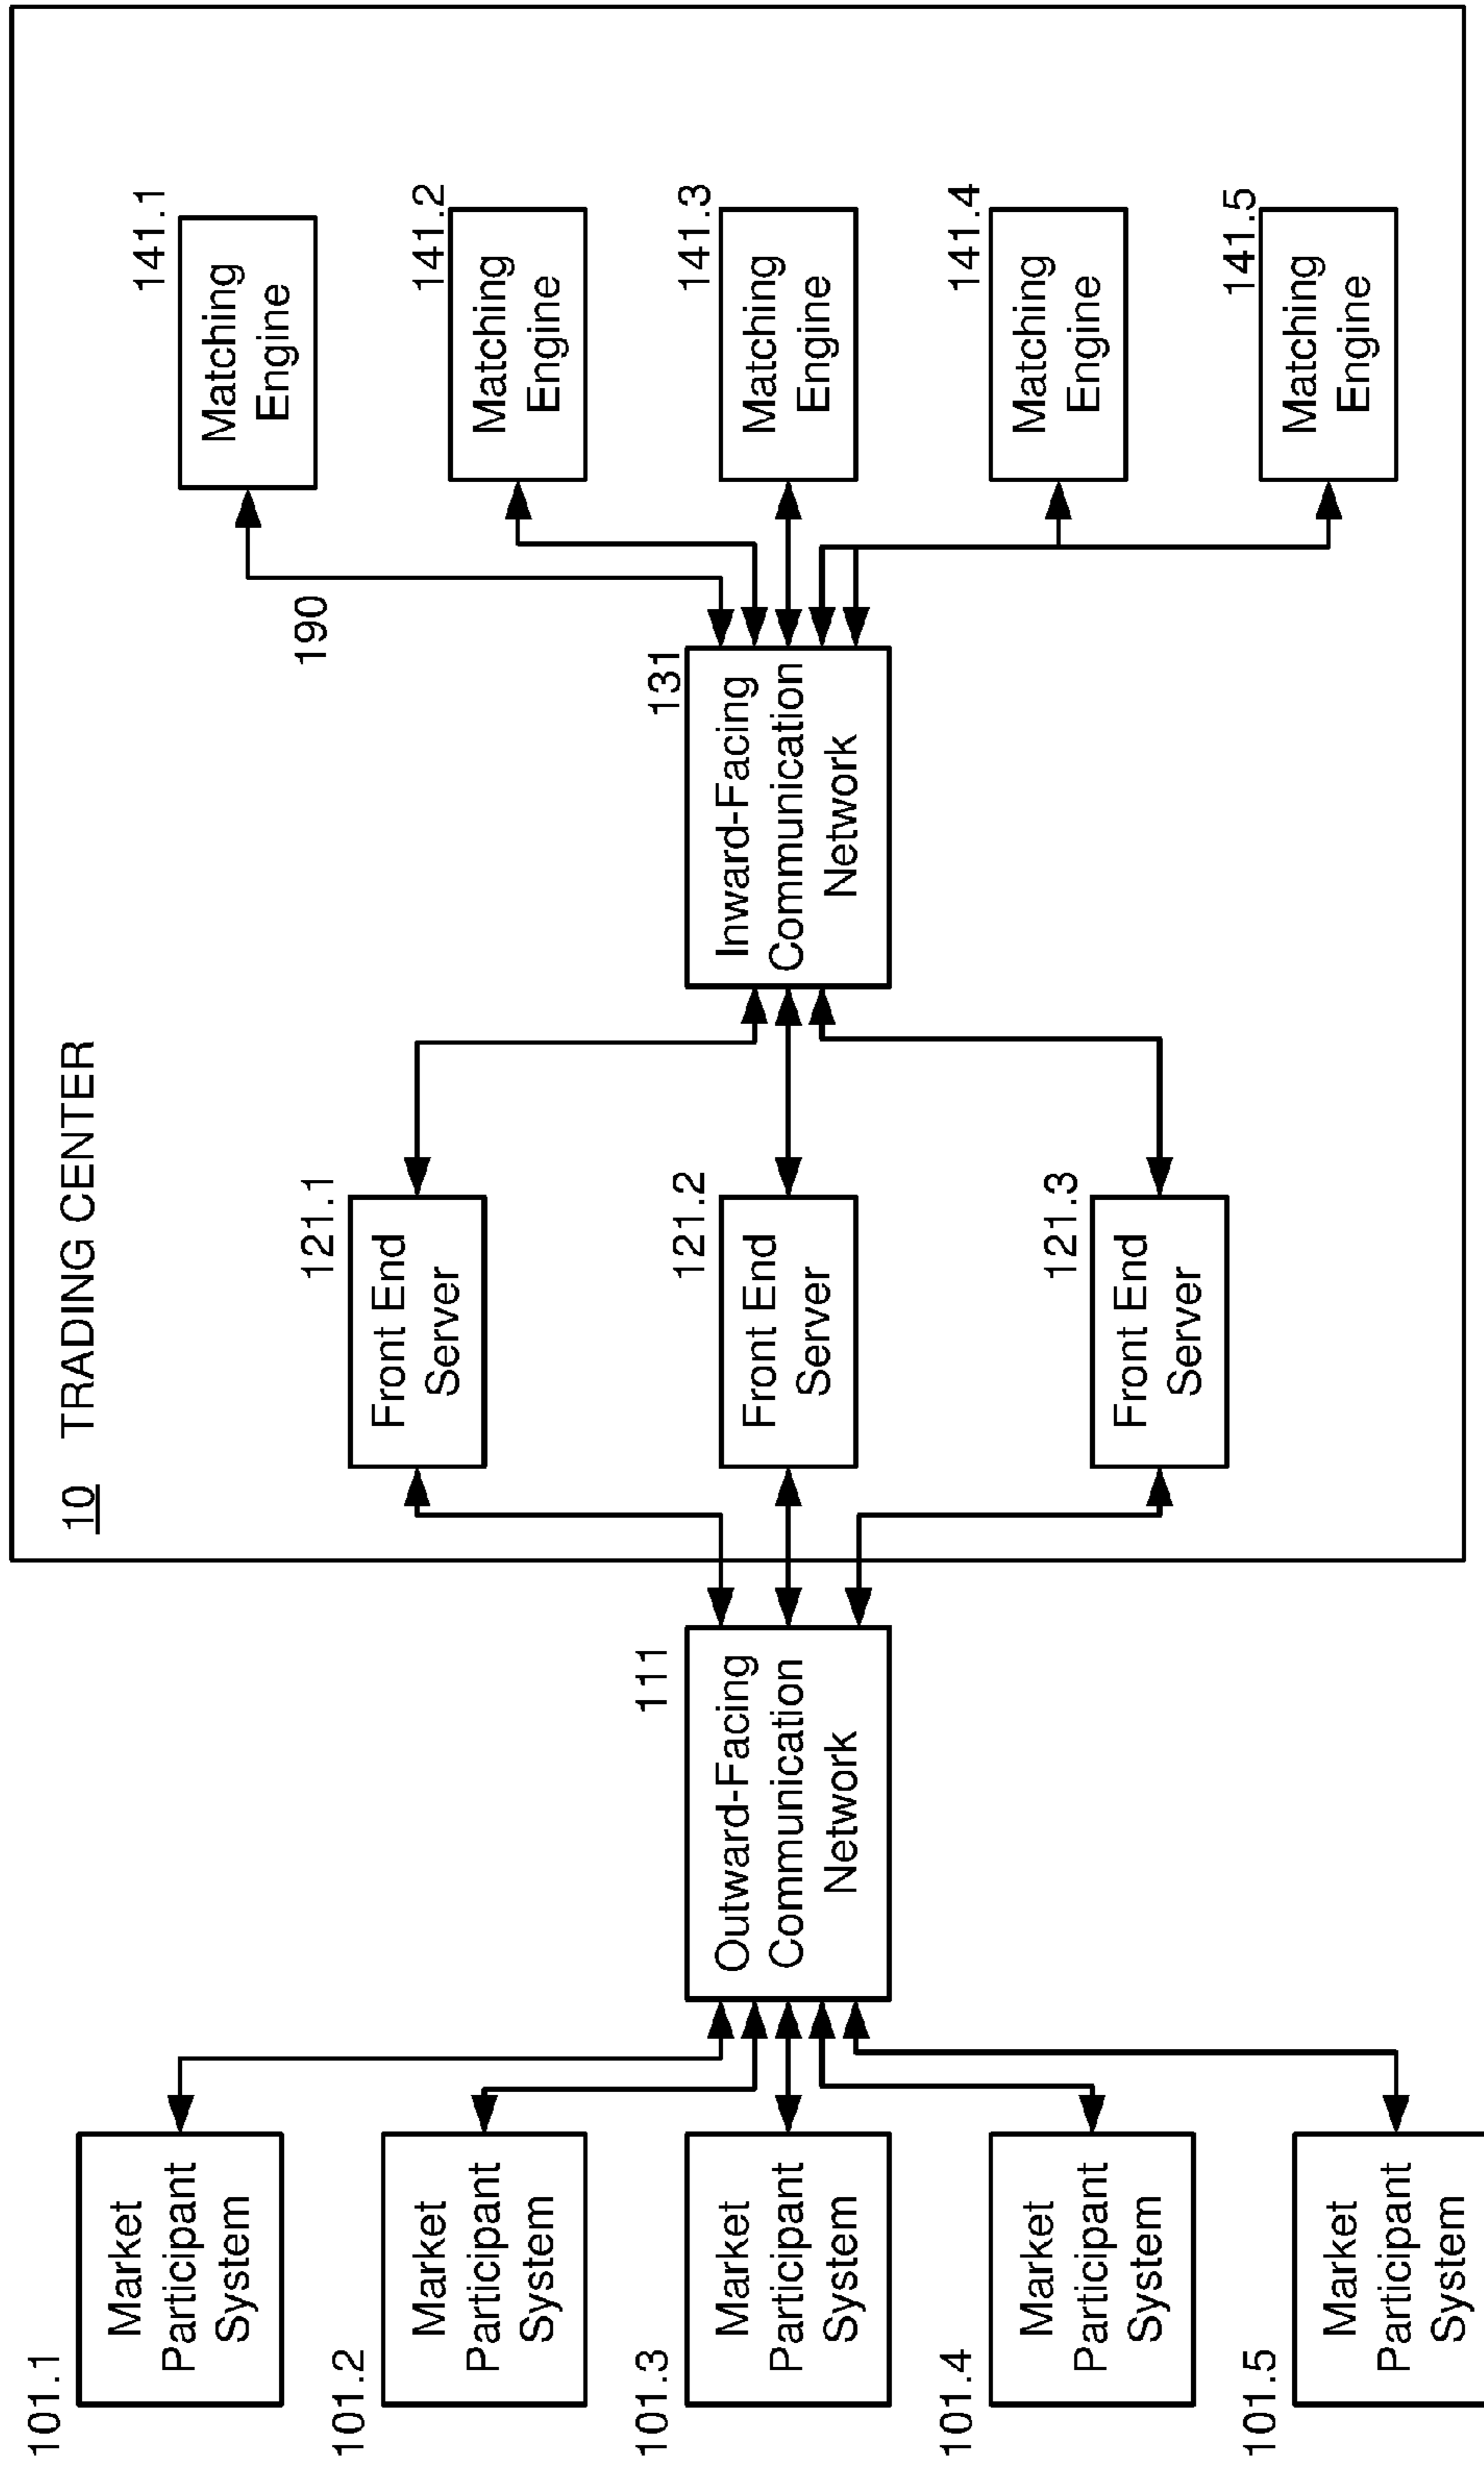 10 TRADING CENTER
101.1
Market
Participant
System
101.2
Market
Participant
System
101.3
Market
Participant
System
101.4
Market
Participant
System
101.5
Market
Participant
System
111
Outward-Facing
Communication
Network
121.1
Front End
Server
121.2
Front End
Server
121.3
Front End
Server
131
Inward-Facing
Communication
Network
190
141.1
Matching
Engine
141.2
Matching
Engine
141.3
Matching
Engine
141.4
Matching
Engine
141.5
Matching
Engine